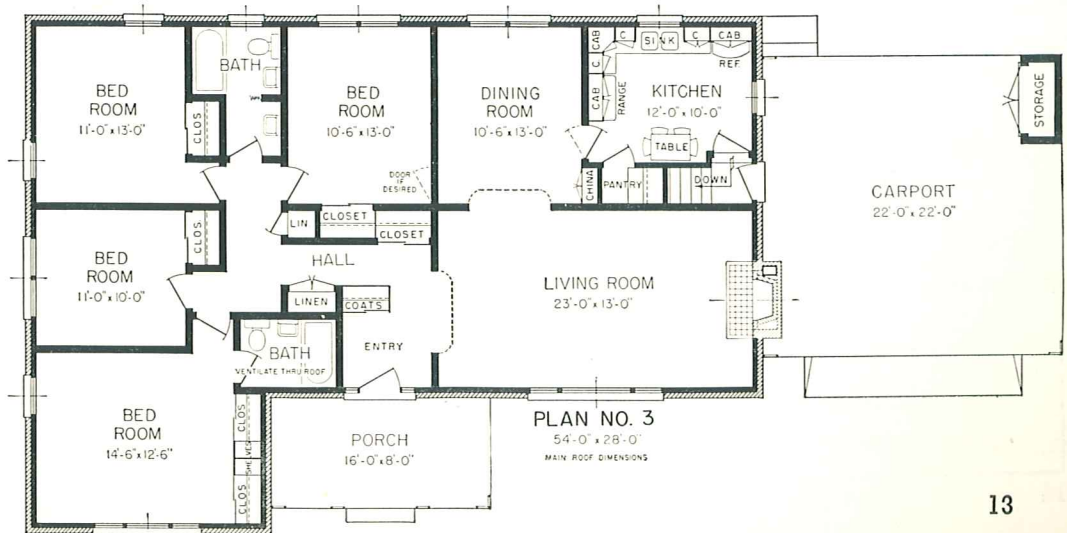 BED
ROOM
11'-0" x 13'-0"
CLOS
BATH
BED
ROOM
10'-6" x 13'-0"
DOOR
IF
DESIRED
DINING
ROOM
10'-6" x 13'-0"
CAB
C
SINK
C
CAB
REF.
C
CAB
RANGE
KITCHEN
12'-0" x 10'-0"
TABLE
CHINA
PANTRY
DOWN
STORAGE
CARPORT
22'-0" x 22'-0"
BED
ROOM
11'-0" x 10'-0"
CLOS
LIN
CLOSET
CLOSET
HALL
LINEN
COATS
ENTRY
LIVING ROOM
23'-0" x 13'-0"
BATH
VENTILATE THRU ROOF
BED
ROOM
14'-6" x 12'-6"
CLOS
SHELVES
CLOS
PORCH
16'-0" x 8'-0"
PLAN NO. 3
54'-0" x 28'-0"
MAIN ROOF DIMENSIONS
13